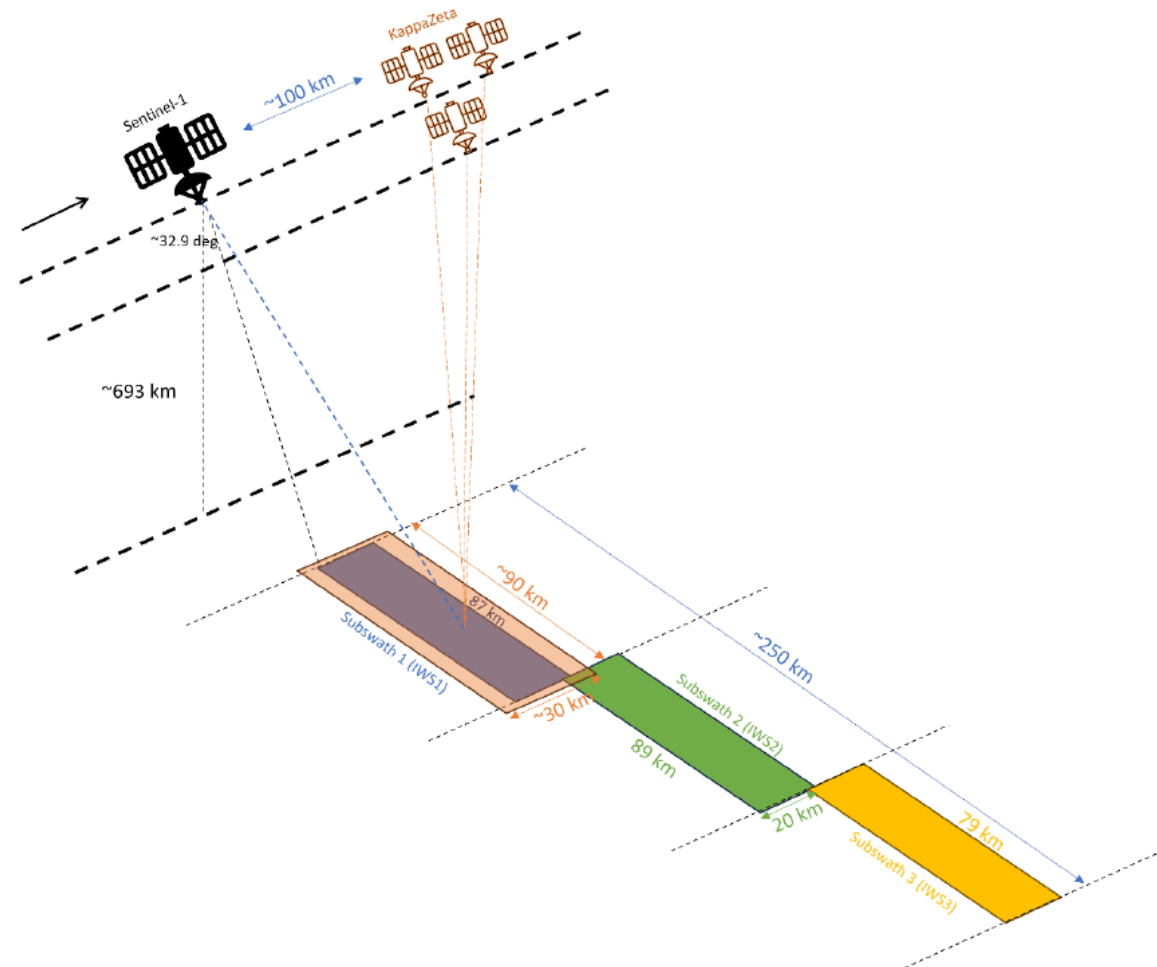 KappaZeta
~100 km
Sentinel-1
~32.9 deg
~693 km
~90 km
87 km
Subswath 1 (IWS1)
~30 km
~250 km
Subswath 2 (IWS2)
89 km
20 km
79 km
Subswath 3 (IWS3)